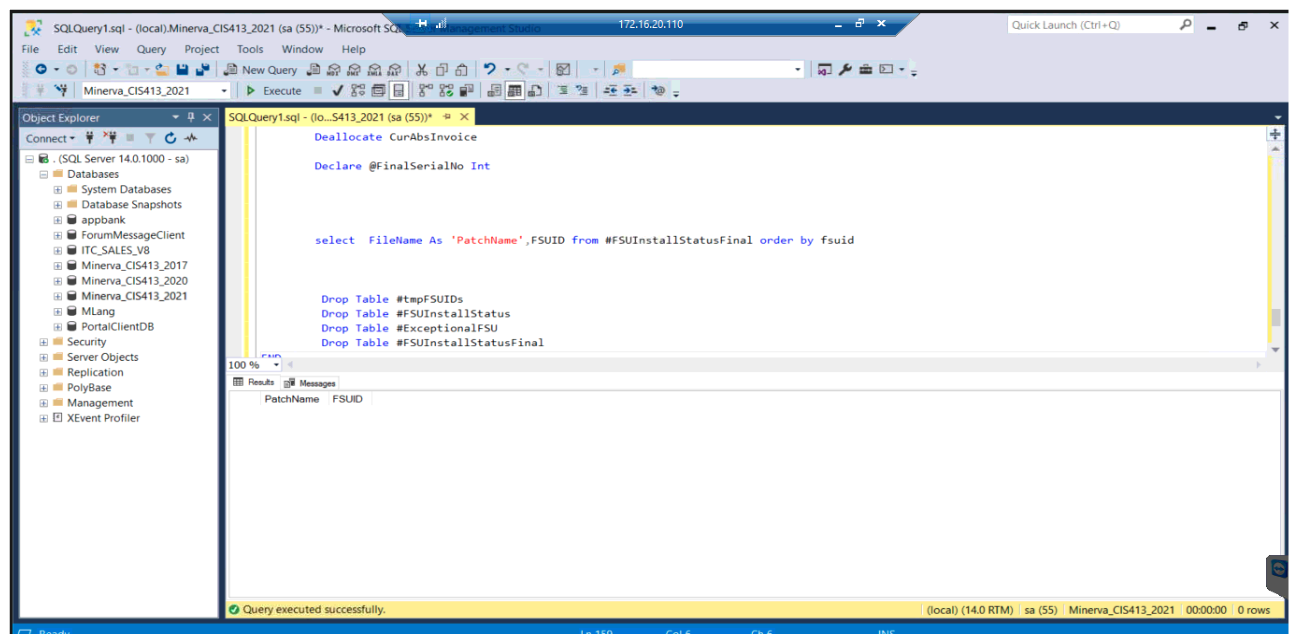 SQLQuery1.sql - (local).Minerva_CIS413_2021 (sa (55))* - Microsoft SQL Server Management Studio
172.16.20.110
Quick Launch (Ctrl+Q)
File Edit View Query Project Tools Window Help
New Query
Minerva_CIS413_2021
Execute
Object Explorer
SQLQuery1.sql - (lo...S413_2021 (sa (55))*
Connect
. (SQL Server 14.0.1000 - sa)
Databases
System Databases
Database Snapshots
appbank
ForumMessageClient
ITC_SALES_V8
Minerva_CIS413_2017
Minerva_CIS413_2020
Minerva_CIS413_2021
MLang
PortalClientDB
Security
Server Objects
Replication
PolyBase
Management
XEvent Profiler
Deallocate CurAbsInvoice
Declare @FinalSerialNo Int
select FileName As 'PatchName',FSUID from #FSUInstallStatusFinal order by fsuid
Drop Table #tmpFSUIDs
Drop Table #FSUInstallStatus
Drop Table #ExceptionalFSU
Drop Table #FSUInstallStatusFinal
END
100 %
Results Messages
PatchName FSUID
Query executed successfully.
(local) (14.0 RTM) sa (55) Minerva_CIS413_2021 00:00:00 0 rows
Ready
Ln 159 Col 6 Ch 6 INS